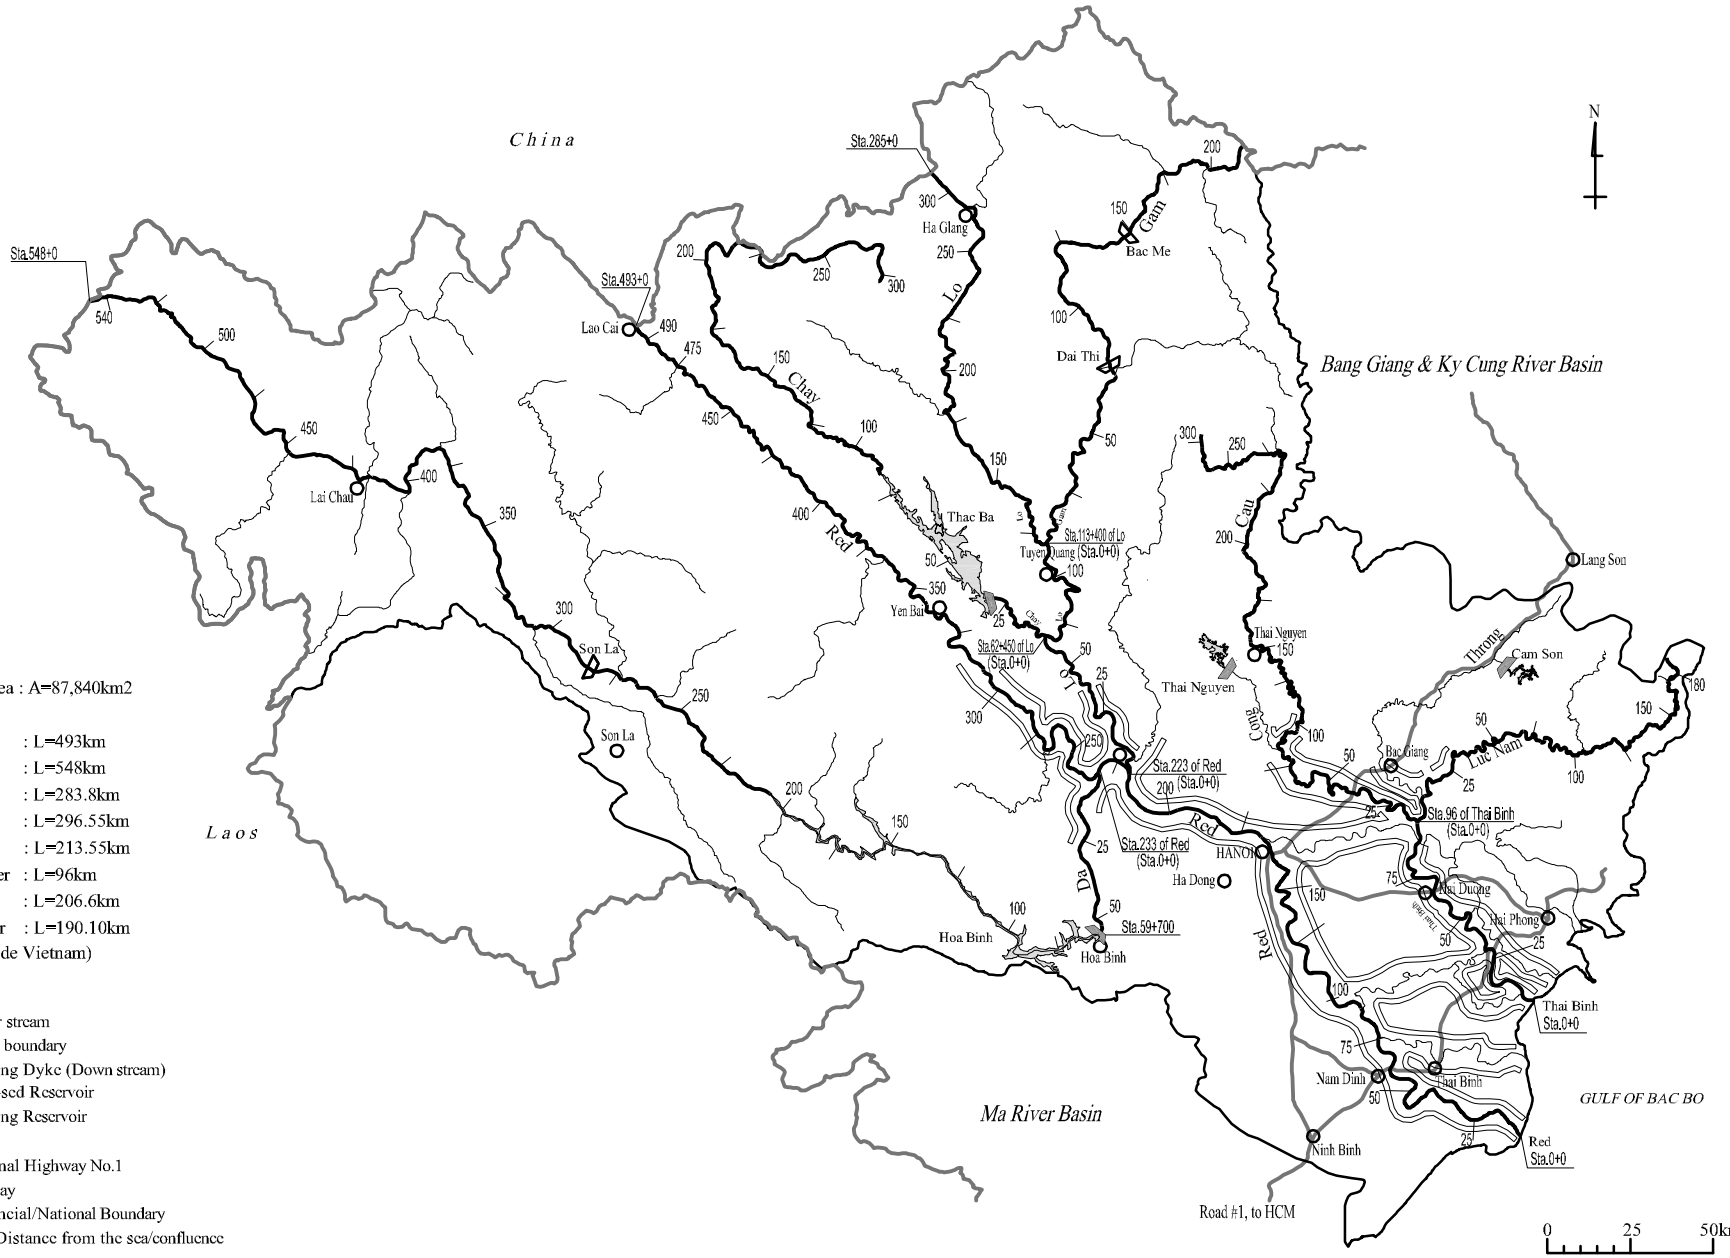 N
China
Sta.285+0
200
300
Ha Giang
150
Gam
Bac Me
Sta.548+0
540
200
250
300
250
Lo
Sta.493+0
Lao Cai
490
475
500
100
Dai Thi
Bang Giang & Ky Cung River Basin
150
Chay
200
450
100
450
50
300
250
Lai Chau
400
150
350
400
Red
Thac Ba
Cau
200
Lo
Gam
Sta.113+400 of Lo
Tuyen Quang (Sta.0+0)
50
100
350
Yen Bai
Lang Son
300
25
Chay
Lo
Sta.62+450 of Lo
(Sta.0+0)
50
Thai Nguyen
150
Son La
Throng
Cam Son
25
Lo
Thai Nguyen
180
ea : A=87,840km2
250
300
150
Cong
50
: L=493km
Son La
250
100
50
Bac Giang
Luc Nam
: L=548km
Sta.223 of Red
(Sta.0+0)
25
100
: L=283.8km
200
200
25
Sta.96 of Thai Binh
(Sta.0+0)
: L=296.55km
Laos
150
Red
: L=213.55km
25
Sta.233 of Red
(Sta.0+0)
HANOI
er : L=96km
Da
Ha Dong
75
Hai Duong
: L=206.6km
150
Thai Binh
r : L=190.10km
50
100
Sta.59+700
Hai Phong
Hoa Binh
Red
50
25
de Vietnam)
Hoa Binh
100
Thai Binh
Sta.0+0
r stream
boundary
75
ng Dyke (Down stream)
Nam Dinh
Thai Binh
-sed Reservoir
50
GULF OF BAC BO
ng Reservoir
Ma River Basin
25
Red
Sta.0+0
Ninh Binh
nal Highway No.1
ay
ncial/National Boundary
Road #1, to HCM
Distance from the sea/confluence
0 25 50k